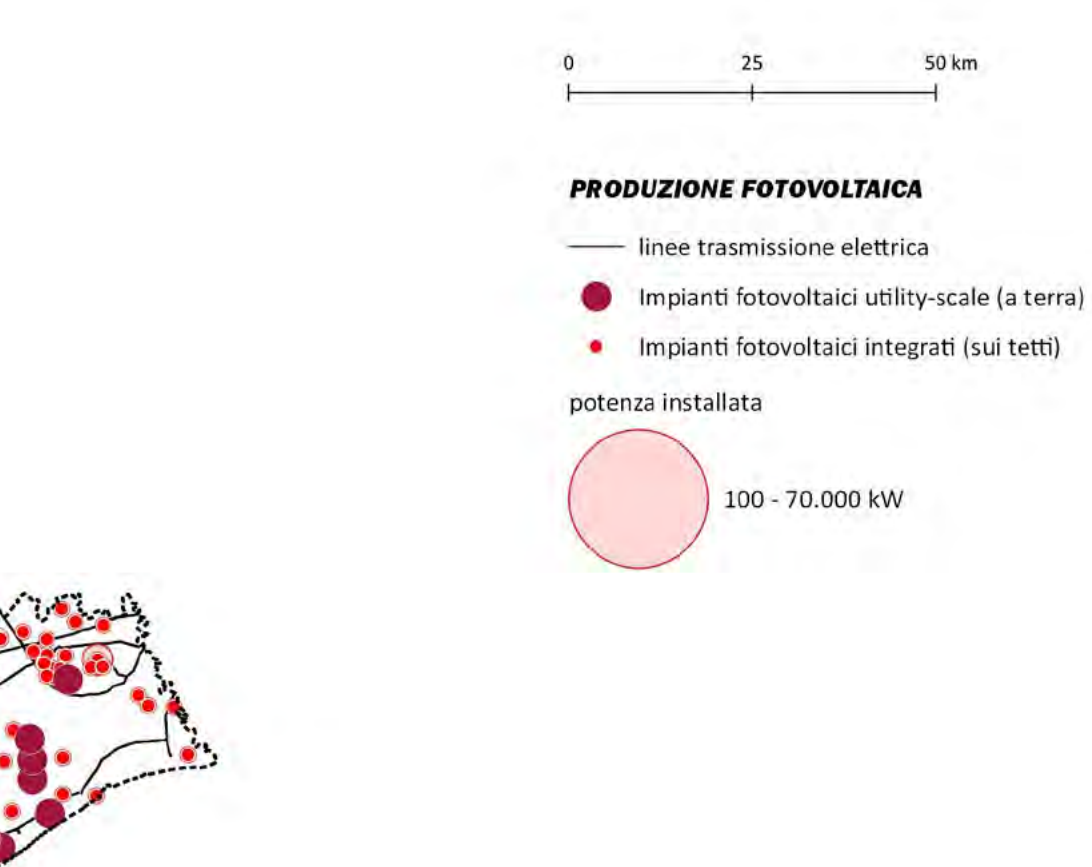 0 25 50 km
PRODUZIONE FOTOVOLTAICA
linee trasmissione elettrica
Impianti fotovoltaici utility-scale (a terra)
Impianti fotovoltaici integrati (sui tetti)
potenza installata
100 - 70.000 kW